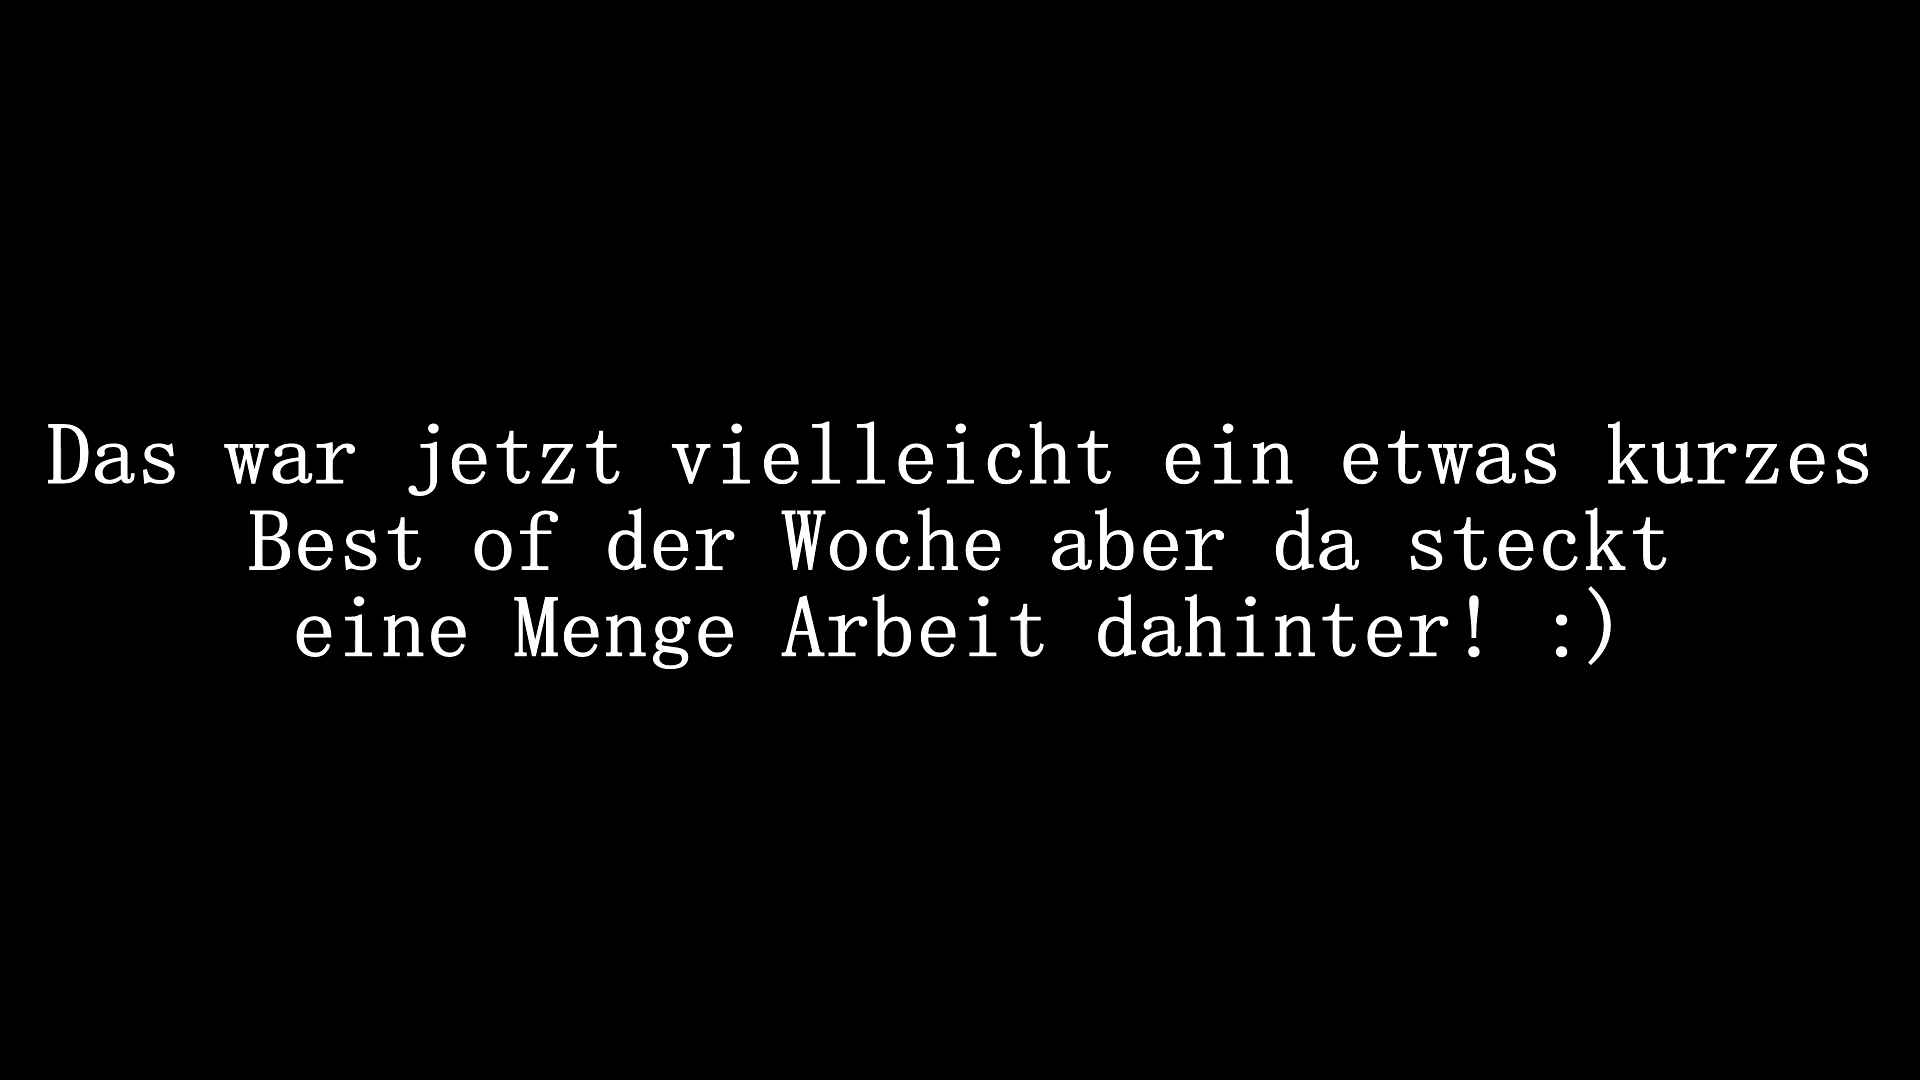 Das war jetzt vielleicht ein etwas kurzes
Best of der Woche aber da steckt
eine Menge Arbeit dahinter! :)